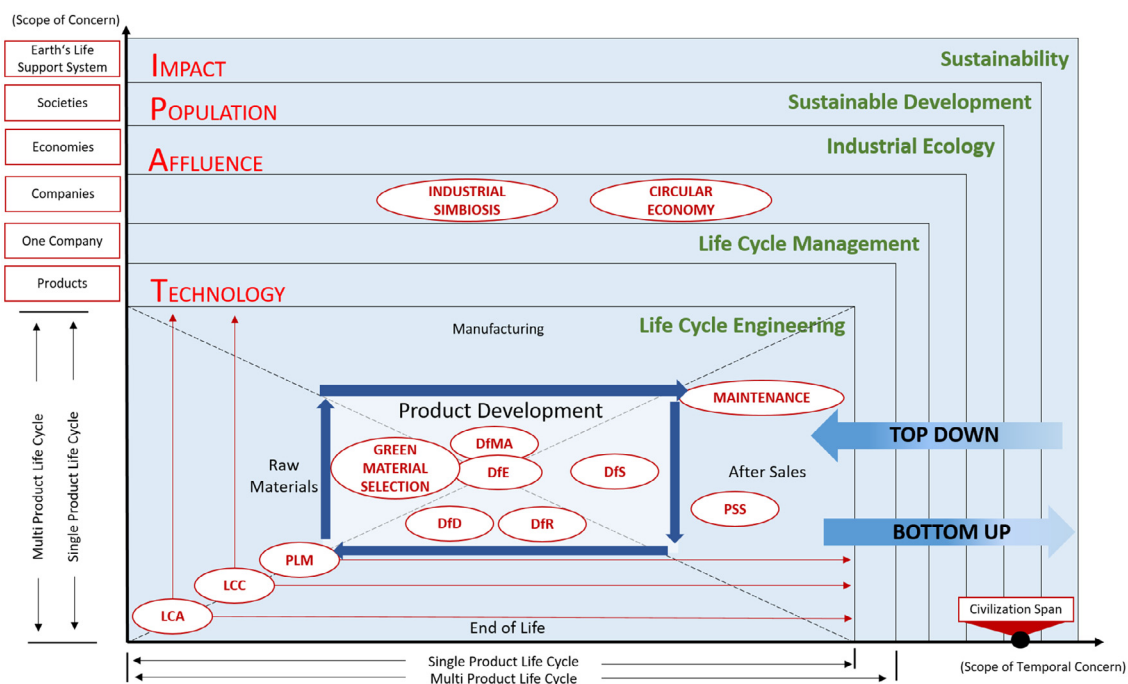 (Scope of Concern)
Earth's Life
Support System
Societies
Economies
Companies
One Company
Products
IMPACT
POPULATION
AFFLUENCE
TECHNOLOGY
Sustainability
Sustainable Development
Industrial Ecology
INDUSTRIAL
SIMBIOSIS
CIRCULAR
ECONOMY
Life Cycle Management
Life Cycle Engineering
Manufacturing
MAINTENANCE
Product Development
DfMA
GREEN
MATERIAL
SELECTION
DfE
DfS
DfD
DfR
Raw
Materials
After Sales
PSS
TOP DOWN
BOTTOM UP
PLM
LCC
LCA
End of Life
Multi Product Life Cycle
Single Product Life Cycle
Civilization Span
(Scope of Temporal Concern)
Single Product Life Cycle
Multi Product Life Cycle